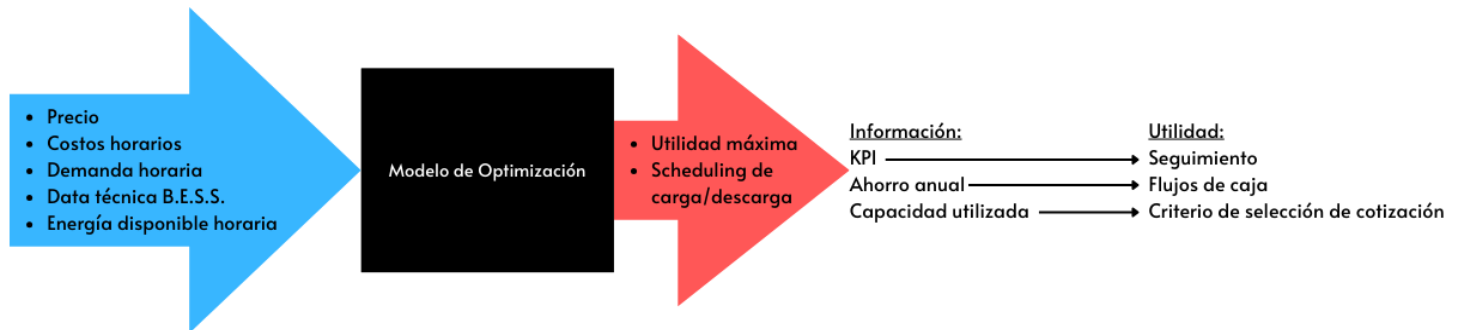 • Precio
• Costos horarios
• Demanda horaria
• Data técnica B.E.S.S.
• Energía disponible horaria
Modelo de Optimización
• Utilidad máxima
• Scheduling de
carga/descarga
Información:
KPI
Ahorro anual
Capacidad utilizada
Utilidad:
Seguimiento
Flujos de caja
Criterio de selección de cotización